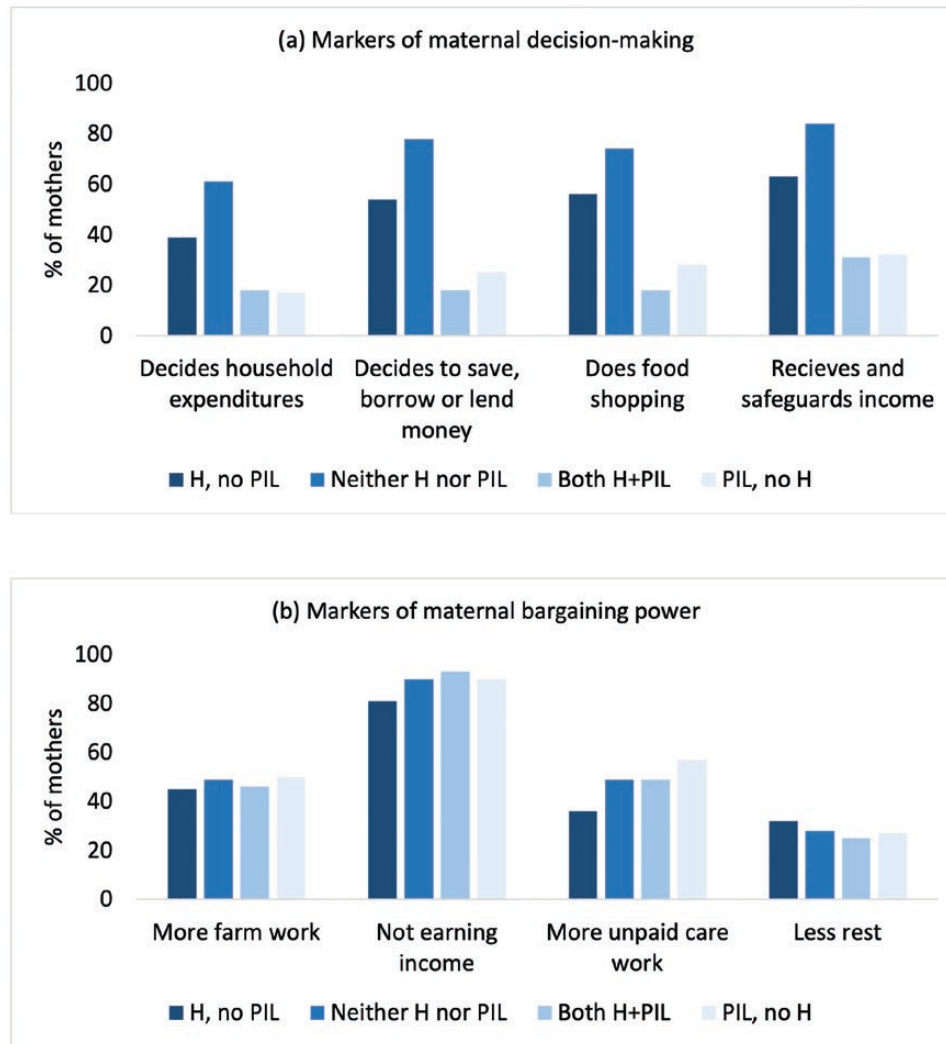 (a) Markers of maternal decision-making
% of mothers
100
80
60
40
20
0
Decides household
expenditures
Decides to save,
borrow or lend
money
Does food
shopping
Recieves and
safeguards income
H, no PIL
Neither H nor PIL
Both H+PIL
PIL, no H
(b) Markers of maternal bargaining power
% of mothers
100
80
60
40
20
0
More farm work
Not earning
income
More unpaid care
work
Less rest
H, no PIL
Neither H nor PIL
Both H+PIL
PIL, no H